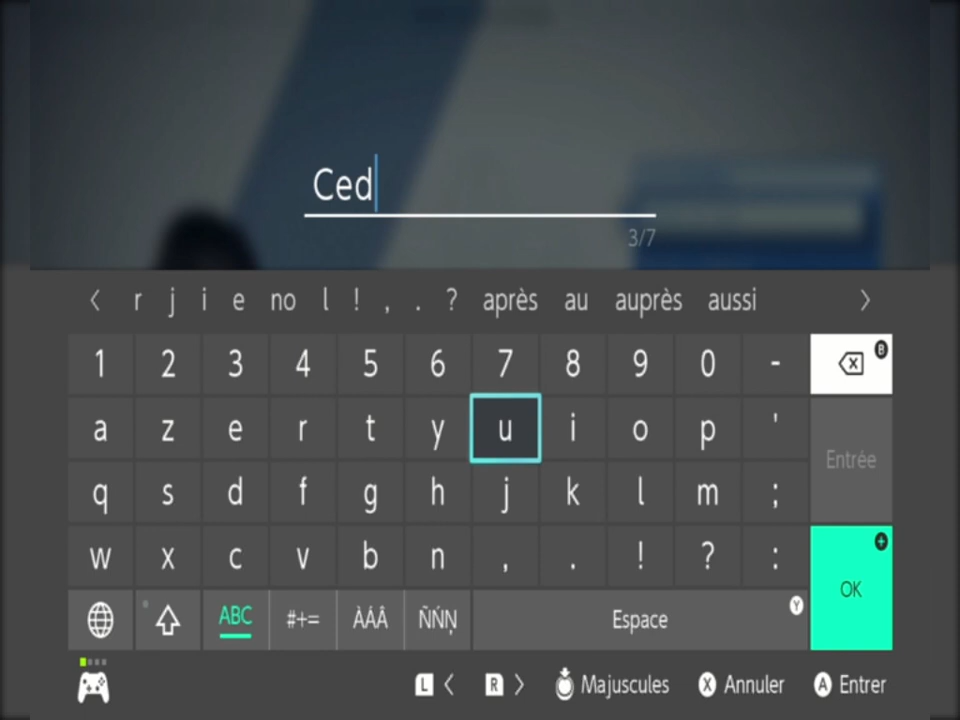 Ced
3/7
< r j i e no l ! , . ? après au auprès aussi >
1 2 3 4 5 6 7 8 9 0 - B
a z e r t y u i o p ' Entrée
q s d f g h j k l m ;
w x c v b n , . ! ? : + OK
ABC #+= ÀÁÂ ÑŃŅ Espace Y
L < R > Majuscules X Annuler A Entrer